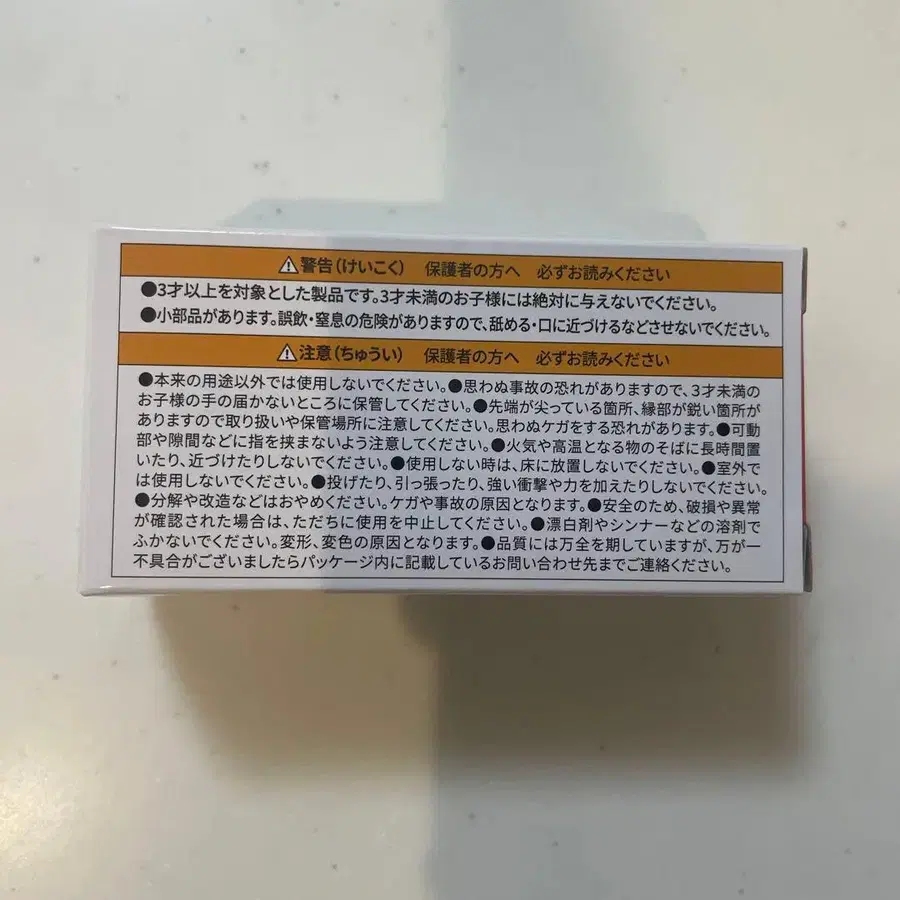 ⚠警告(けいこく) 保護者の方へ 必ずお読みください
●3才以上を対象とした製品です。3才未満のお子様には絶対に与えないでください。
●小部品があります。誤飲・窒息の危険がありますので、舐める・口に近づけるなどさせないでください。
⚠注意(ちゅうい) 保護者の方へ 必ずお読みください
●本来の用途以外では使用しないでください。●思わぬ事故の恐れがありますので、3才未満の
お子様の手の届かないところに保管してください。●先端が尖っている箇所、縁部が鋭い箇所が
ありますので取り扱いや保管場所に注意してください。思わぬケガをする恐れがあります。●可動
部や隙間などに指を挟まないよう注意してください。●火気や高温となる物のそばに長時間置
いたり、近づけたりしないでください。●使用しない時は、床に放置しないでください。●室外で
は使用しないでください。●投げたり、引っ張ったり、強い衝撃や力を加えたりしないでください。
●分解や改造などはおやめください。ケガや事故の原因となります。●安全のため、破損や異常
が確認された場合は、ただちに使用を中止してください。●漂白剤やシンナーなどの溶剤で
ふかないでください。変形、変色の原因となります。●品質には万全を期していますが、万が一
不具合がございましたらパッケージ内に記載しているお問い合わせ先までご連絡ください。